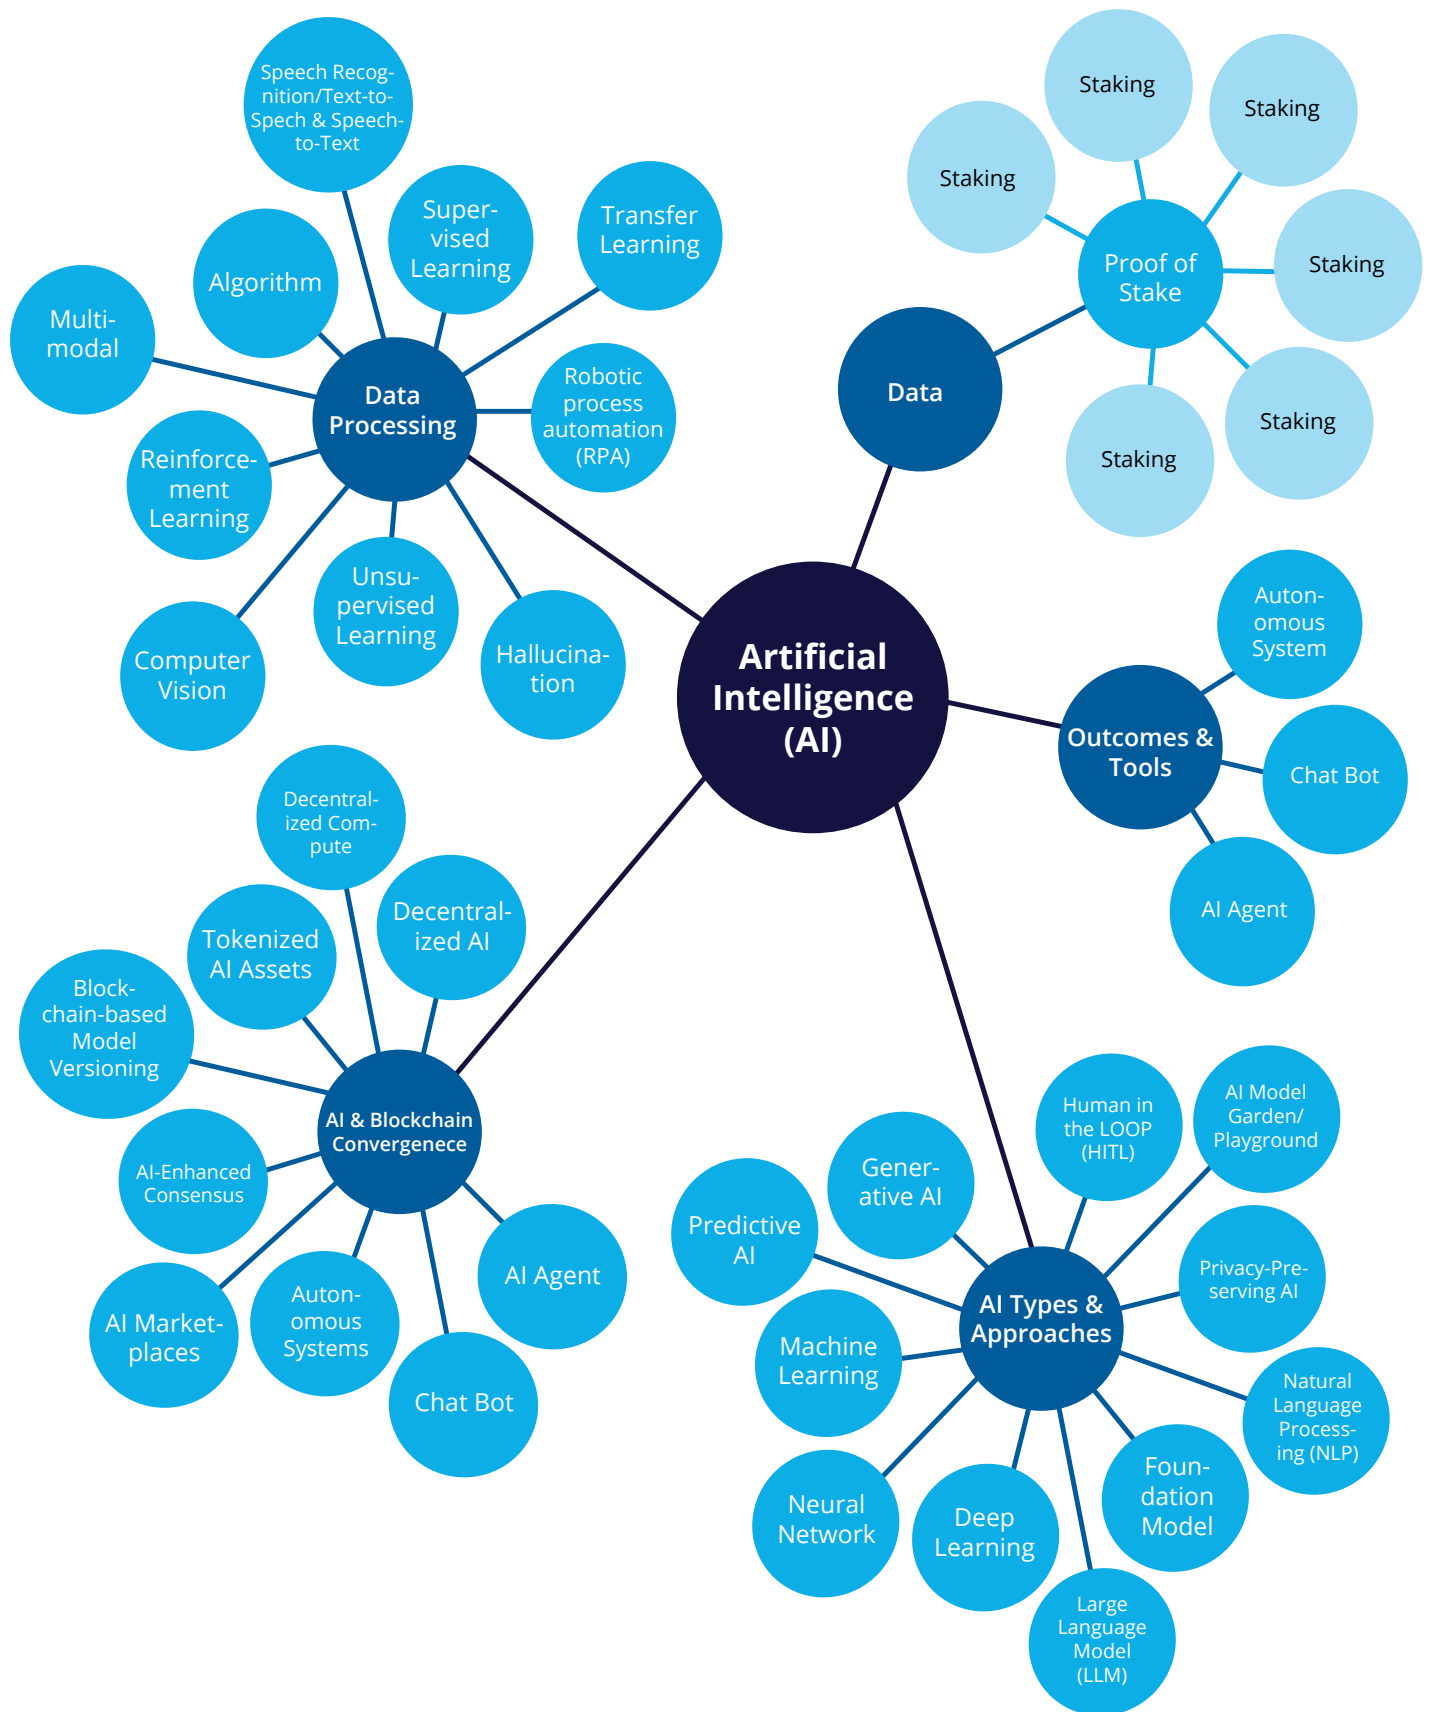 Speech Recog-
nition/Text-to-
Spech & Speech-
to-Text
Super-
vised
Learning
Transfer
Learning
Algorithm
Multi-
modal
Data
Processing
Robotic
process
automation
(RPA)
Reinforce-
ment
Learning
Unsu-
pervised
Learning
Hallucina-
tion
Computer
Vision
Staking
Staking
Staking
Staking
Staking
Staking
Proof of
Stake
Data
Artificial
Intelligence
(AI)
Auton-
omous
System
Outcomes &
Tools
Chat Bot
AI Agent
Decentral-
ized Com-
pute
Decentral-
ized AI
Tokenized
AI Assets
Block-
chain-based
Model
Versioning
AI & Blockchain
Convergenece
AI-Enhanced
Consensus
AI Market-
places
Auton-
omous
Systems
AI Agent
Chat Bot
Human in
the LOOP
(HITL)
AI Model
Garden/
Playground
Gener-
ative AI
Predictive
AI
Privacy-Pre-
serving AI
AI Types &
Approaches
Machine
Learning
Natural
Language
Process-
ing (NLP)
Foun-
dation
Model
Neural
Network
Deep
Learning
Large
Language
Model
(LLM)